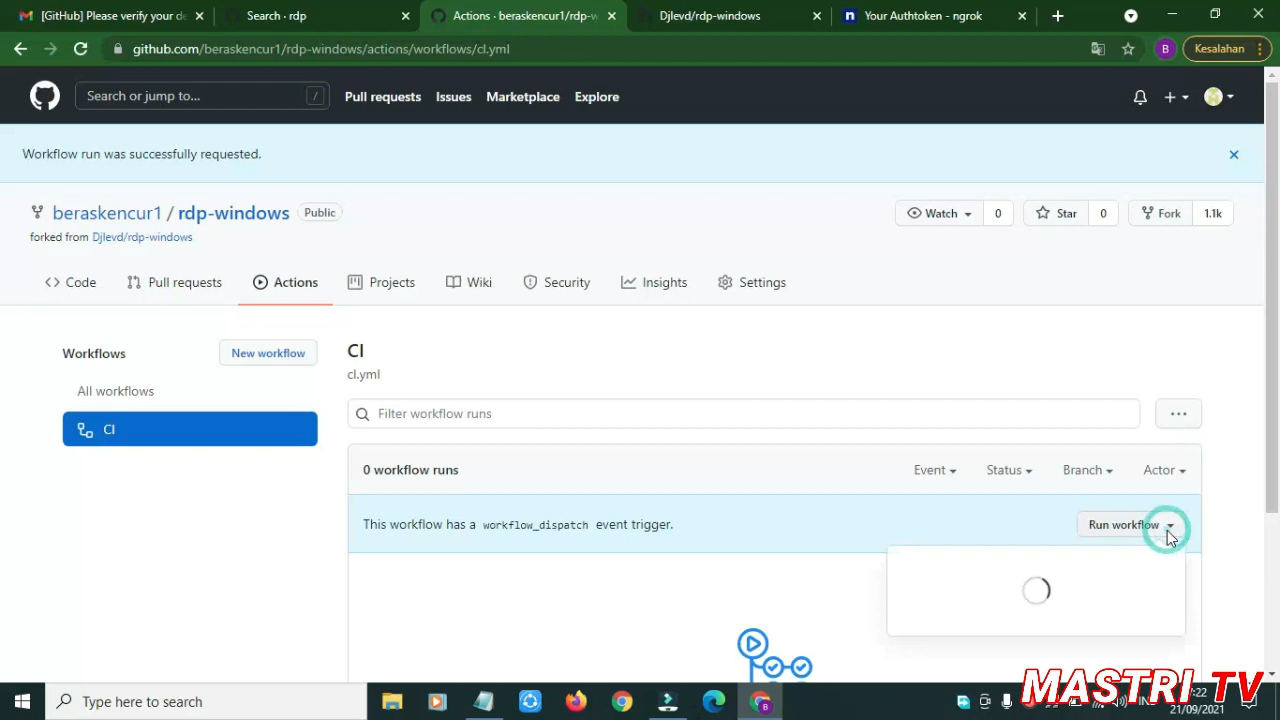 [GitHub] Please verify your de
Search · rdp
Actions · beraskencur1/rdp-w
Djlevd/rdp-windows
Your Authtoken - ngrok
github.com/beraskencur1/rdp-windows/actions/workflows/cl.yml
B
Kesalahan
Search or jump to...
/
Pull requests
Issues
Marketplace
Explore
Workflow run was successfully requested.
beraskencur1 / rdp-windows
Public
forked from Djlevd/rdp-windows
Watch
0
Star
0
Fork
1.1k
Code
Pull requests
Actions
Projects
Wiki
Security
Insights
Settings
Workflows
New workflow
All workflows
CI
CI
cl.yml
Filter workflow runs
0 workflow runs
Event
Status
Branch
Actor
This workflow has a workflow_dispatch event trigger.
Run workflow
Type here to search
21/09/2021
MASTRI TV